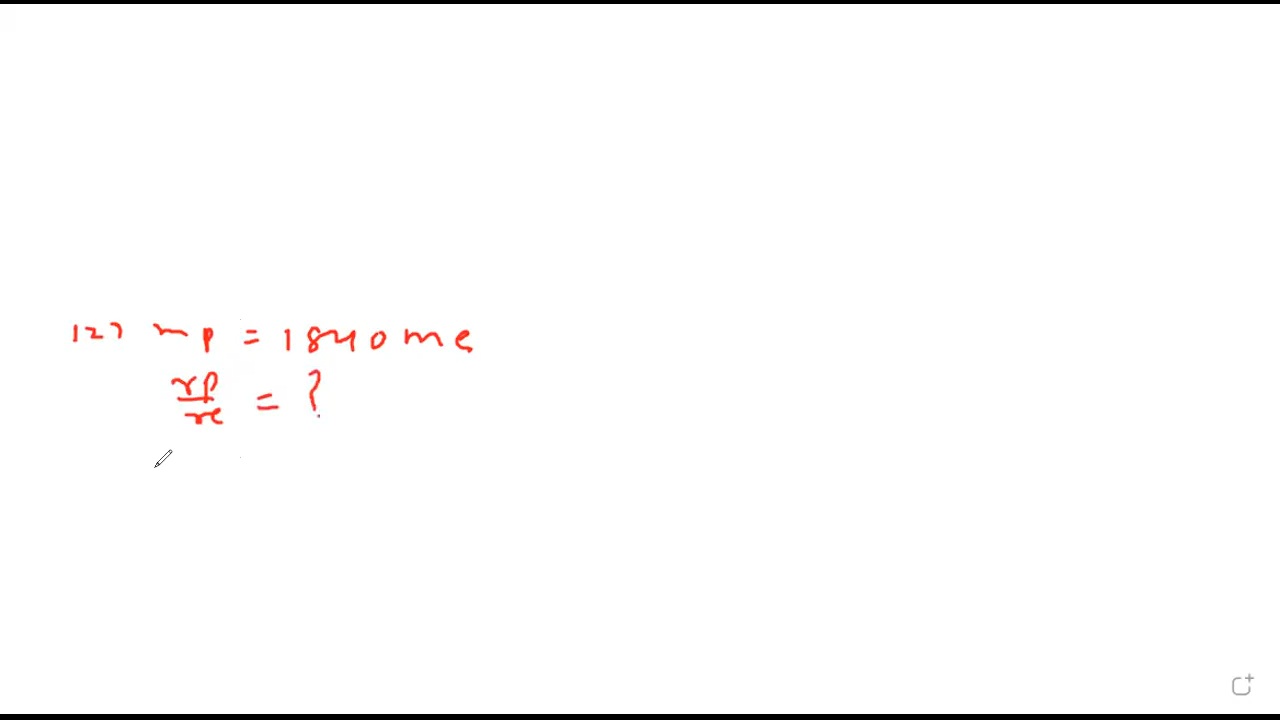 127 mp = 1840 me
rp/re = ?